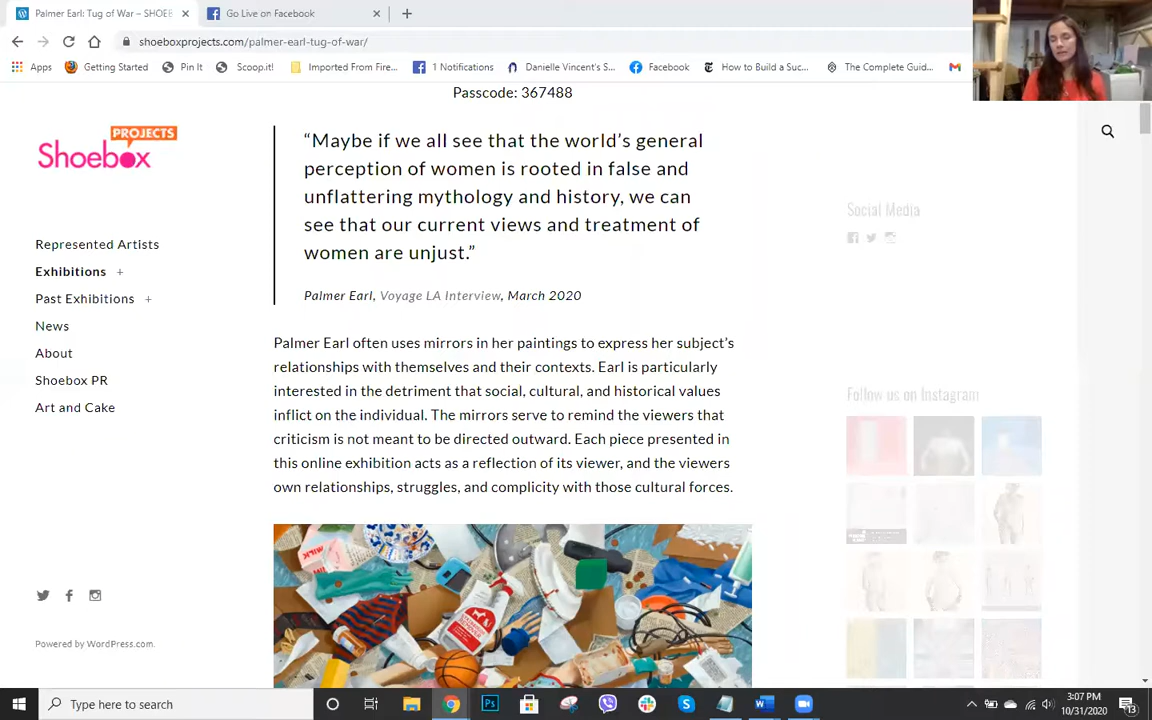 Palmer Earl: Tug of War – SHOEB
Go Live on Facebook
shoeboxprojects.com/palmer-earl-tug-of-war/
Apps
Getting Started
Pin It
Scoop.it!
Imported From Fire...
1 Notifications
Danielle Vincent's S...
Facebook
How to Build a Suc...
The Complete Guid...
Passcode: 367488
PROJECTS
Shoebox
Represented Artists
Exhibitions +
Past Exhibitions +
News
About
Shoebox PR
Art and Cake
Powered by WordPress.com.
“Maybe if we all see that the world’s general
perception of women is rooted in false and
unflattering mythology and history, we can
see that our current views and treatment of
women are unjust.”
Palmer Earl, Voyage LA Interview, March 2020
Palmer Earl often uses mirrors in her paintings to express her subject’s
relationships with themselves and their contexts. Earl is particularly
interested in the detriment that social, cultural, and historical values
inflict on the individual. The mirrors serve to remind the viewers that
criticism is not meant to be directed outward. Each piece presented in
this online exhibition acts as a reflection of its viewer, and the viewers
own relationships, struggles, and complicity with those cultural forces.
Social Media
Follow us on Instagram
Type here to search
3:07 PM
10/31/2020
13